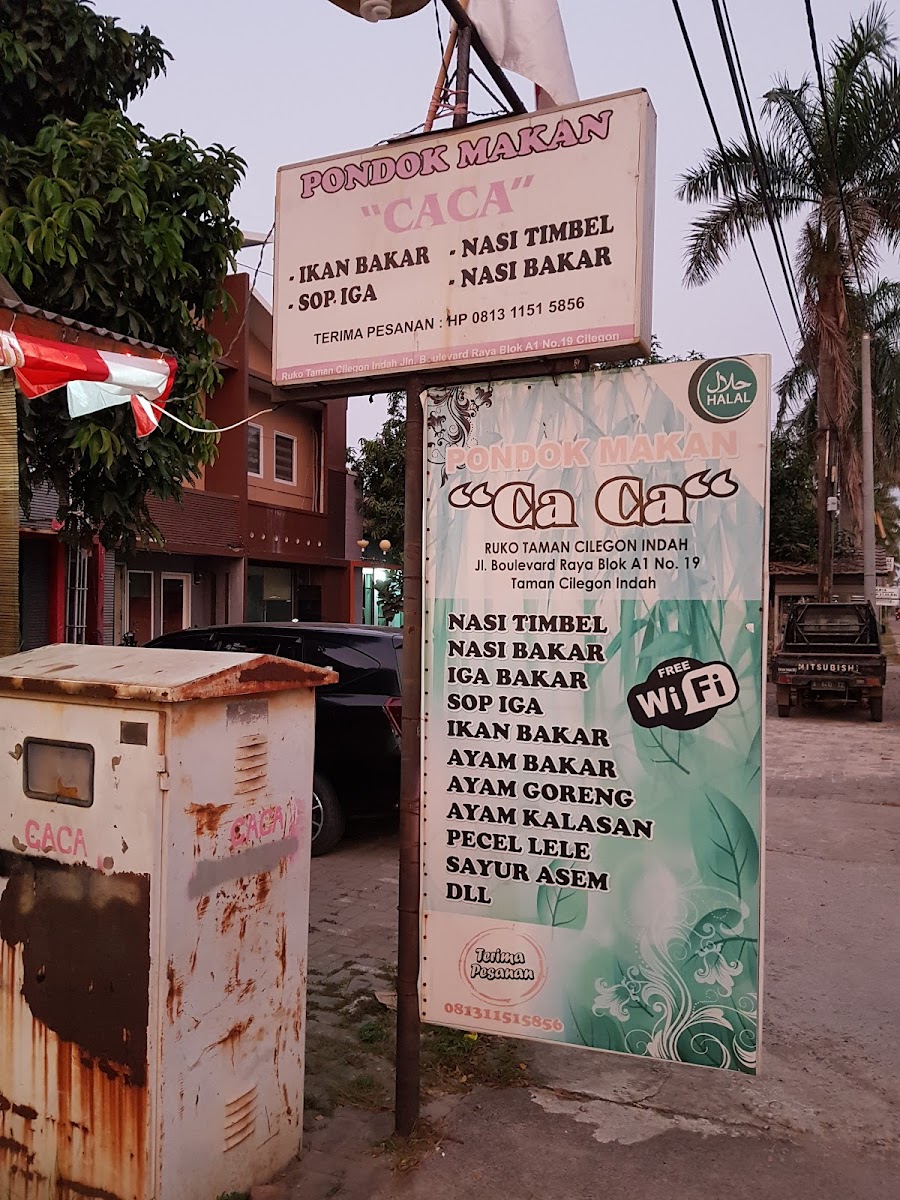 PONDOK MAKAN
"CACA"
- IKAN BAKAR
- SOP IGA
- NASI TIMBEL
- NASI BAKAR
TERIMA PESANAN : HP 0813 1151 5856
Ruko Taman Cilegon Indah Jln. Boulevard Raya Blok A1 No.19 Cilegon
حلال
HALAL
PONDOK MAKAN
“Ca Ca“
RUKO TAMAN CILEGON INDAH
Jl. Boulevard Raya Blok A1 No. 19
Taman Cilegon Indah
NASI TIMBEL
NASI BAKAR
IGA BAKAR
SOP IGA
IKAN BAKAR
AYAM BAKAR
AYAM GORENG
AYAM KALASAN
PECEL LELE
SAYUR ASEM
DLL
FREE
Wi Fi
Terima
Pesanan
081311515856
CACA
CACA
MITSUBISHI